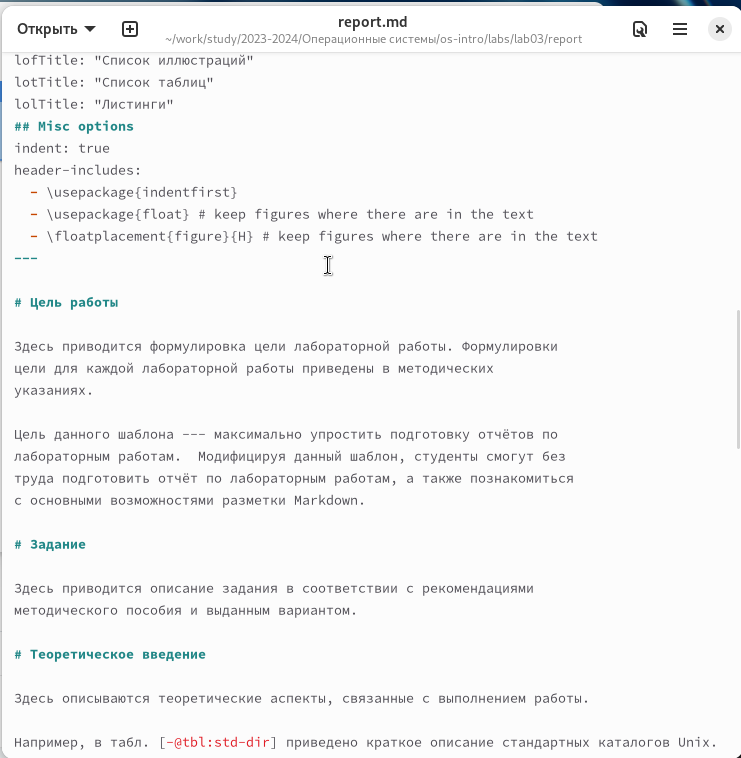 Открыть
report.md
~/work/study/2023-2024/Операционные системы/os-intro/labs/lab03/report
lofTitle: "Список иллюстраций"
lotTitle: "Список таблиц"
lolTitle: "Листинги"
## Misc options
indent: true
header-includes:
  - \usepackage{indentfirst}
  - \usepackage{float} # keep figures where there are in the text
  - \floatplacement{figure}{H} # keep figures where there are in the text
---
# Цель работы
Здесь приводится формулировка цели лабораторной работы. Формулировки
цели для каждой лабораторной работы приведены в методических
указаниях.
Цель данного шаблона --- максимально упростить подготовку отчётов по
лабораторным работам.  Модифицируя данный шаблон, студенты смогут без
труда подготовить отчёт по лабораторным работам, а также познакомиться
с основными возможностями разметки Markdown.
# Задание
Здесь приводится описание задания в соответствии с рекомендациями
методического пособия и выданным вариантом.
# Теоретическое введение
Здесь описываются теоретические аспекты, связанные с выполнением работы.
Например, в табл. [-@tbl:std-dir] приведено краткое описание стандартных каталогов Unix.